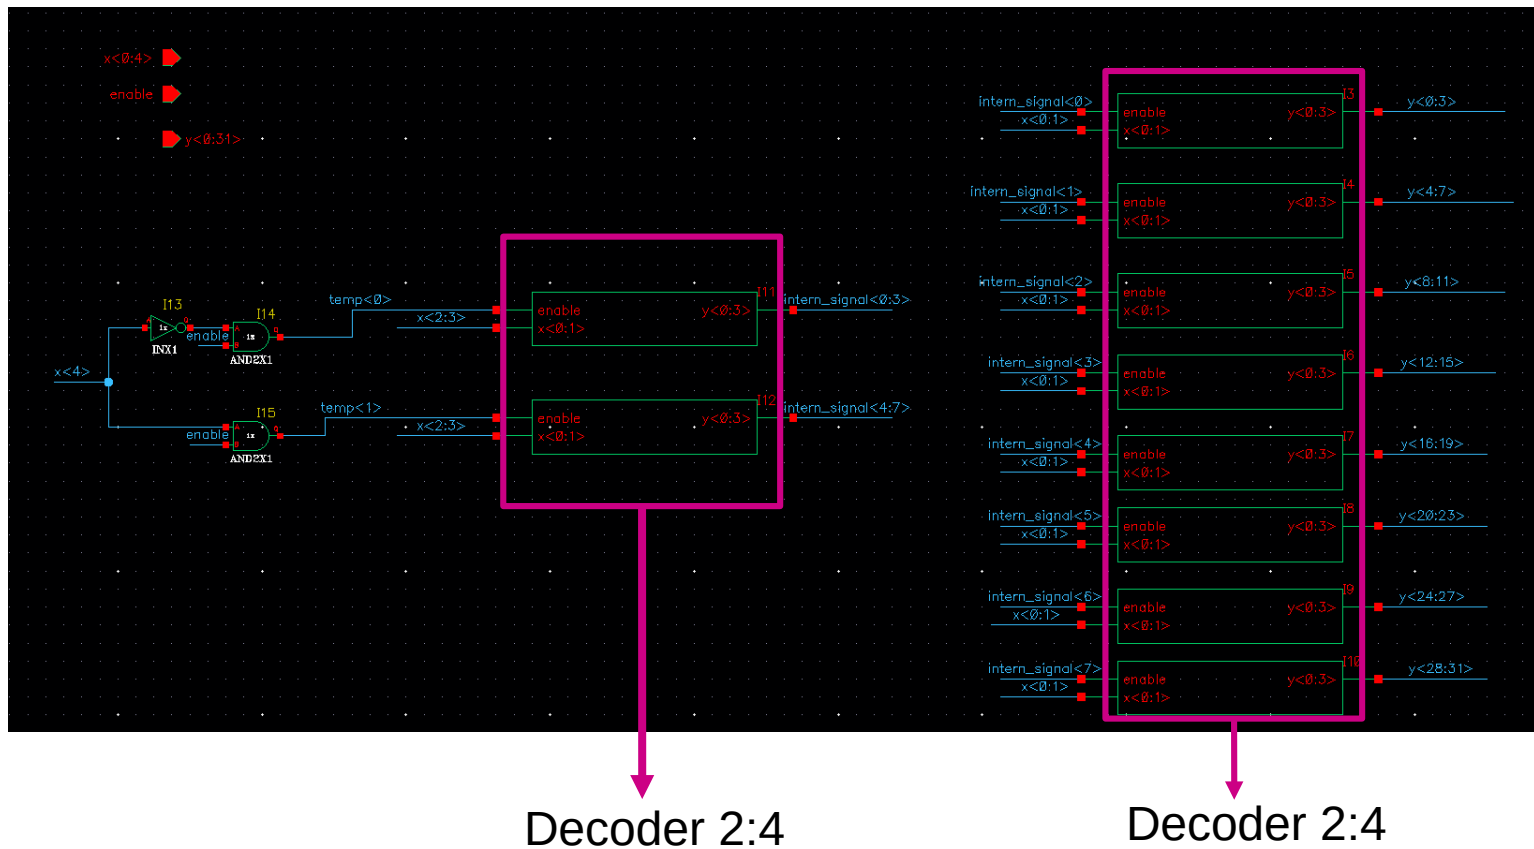 x<0:4>
enable
y<0:31>
x<4>
I13
INX1
1x
A
Q
enable
I14
1x
A
B
Q
AND2X1
temp<0>
enable
I15
1x
A
B
Q
AND2X1
temp<1>
x<2:3>
enable
x<0:1>
y<0:3>
I11
intern_signal<0:3>
x<2:3>
enable
x<0:1>
y<0:3>
I12
intern_signal<4:7>
intern_signal<0>
x<0:1>
enable
x<0:1>
y<0:3>
I3
y<0:3>
intern_signal<1>
x<0:1>
enable
x<0:1>
y<0:3>
I4
y<4:7>
intern_signal<2>
x<0:1>
enable
x<0:1>
y<0:3>
I5
y<8:11>
intern_signal<3>
x<0:1>
enable
x<0:1>
y<0:3>
I6
y<12:15>
intern_signal<4>
x<0:1>
enable
x<0:1>
y<0:3>
I7
y<16:19>
intern_signal<5>
x<0:1>
enable
x<0:1>
y<0:3>
I8
y<20:23>
intern_signal<6>
x<0:1>
enable
x<0:1>
y<0:3>
I9
y<24:27>
intern_signal<7>
x<0:1>
enable
x<0:1>
y<0:3>
I10
y<28:31>
Decoder 2:4
Decoder 2:4